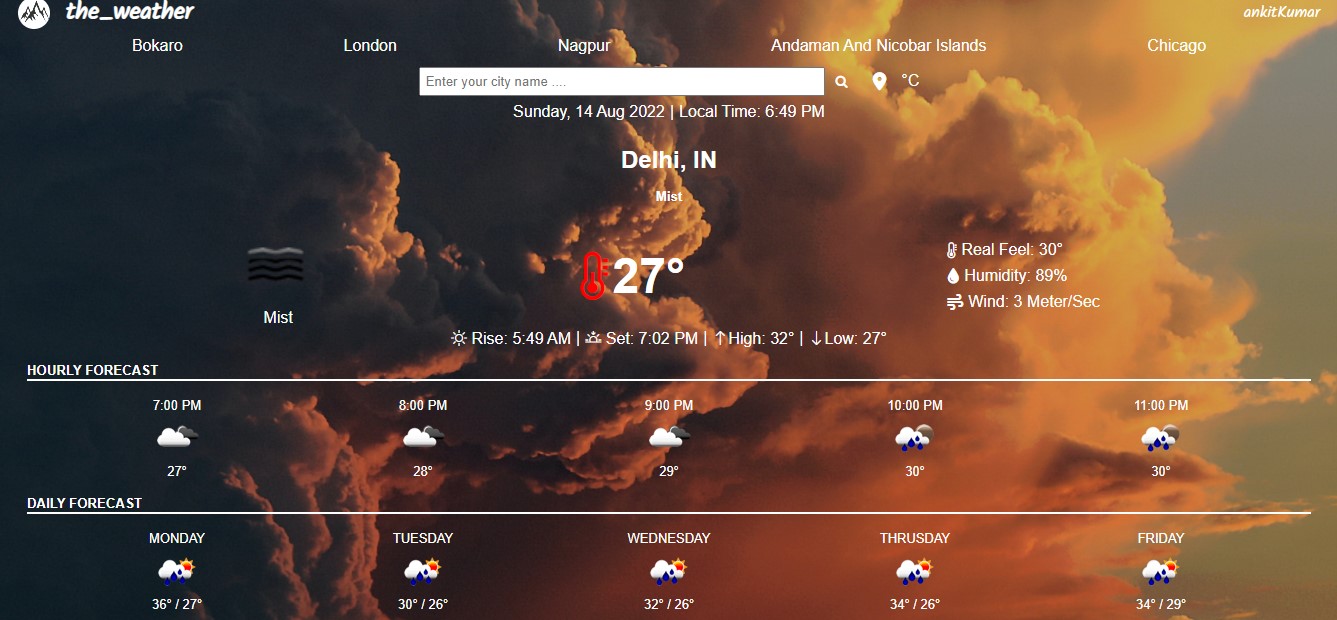 the_weather
ankitKumar
Bokaro London Nagpur Andaman And Nicobar Islands Chicago
Enter your city name ....
°C
Sunday, 14 Aug 2022 | Local Time: 6:49 PM
Delhi, IN
Mist
Mist
27°
Real Feel: 30°
Humidity: 89%
Wind: 3 Meter/Sec
Rise: 5:49 AM | Set: 7:02 PM | High: 32° | Low: 27°
HOURLY FORECAST
7:00 PM 8:00 PM 9:00 PM 10:00 PM 11:00 PM
27° 28° 29° 30° 30°
DAILY FORECAST
MONDAY TUESDAY WEDNESDAY THRUSDAY FRIDAY
36° / 27° 30° / 26° 32° / 26° 34° / 26° 34° / 29°